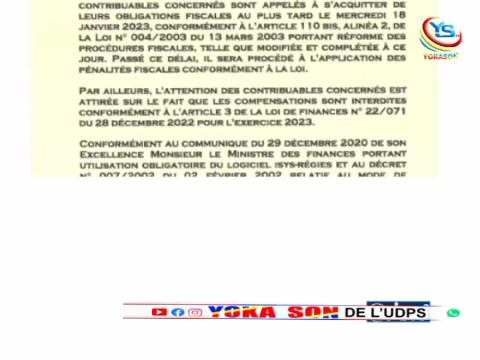 CONTRIBUABLES CONCERNÉS SONT APPELÉS À S'ACQUITTER DE
LEURS OBLIGATIONS FISCALES AU PLUS TARD LE MERCREDI 18
JANVIER 2023, CONFORMÉMENT À L'ARTICLE 110 BIS, ALINÉA 2, DE
LA LOI N° 004/2003 DU 13 MARS 2003 PORTANT RÉFORME DES
PROCÉDURES FISCALES, TELLE QUE MODIFIÉE ET COMPLÉTÉE À CE
JOUR. PASSÉ CE DÉLAI, IL SERA PROCÉDÉ À L'APPLICATION DES
PÉNALITÉS FISCALES CONFORMÉMENT À LA LOI.
PAR AILLEURS, L'ATTENTION DES CONTRIBUABLES CONCERNÉS EST
ATTIRÉE SUR LE FAIT QUE LES COMPENSATIONS SONT INTERDITES
CONFORMÉMENT À L'ARTICLE 3 DE LA LOI DE FINANCES N° 22/071
DU 28 DÉCEMBRE 2022 POUR L'EXERCICE 2023.
CONFORMÉMENT AU COMMUNIQUE DU 29 DÉCEMBRE 2020 DE SON
EXCELLENCE MONSIEUR LE MINISTRE DES FINANCES PORTANT
UTILISATION OBLIGATOIRE DU LOGICIEL ISYS-RÉGIES ET AU DÉCRET
N° 007/2002 DU 02 FÉVRIER 2002 RELATIF AU MODE DE
YS
YOKASON
YOKA SON DE L'UDPS